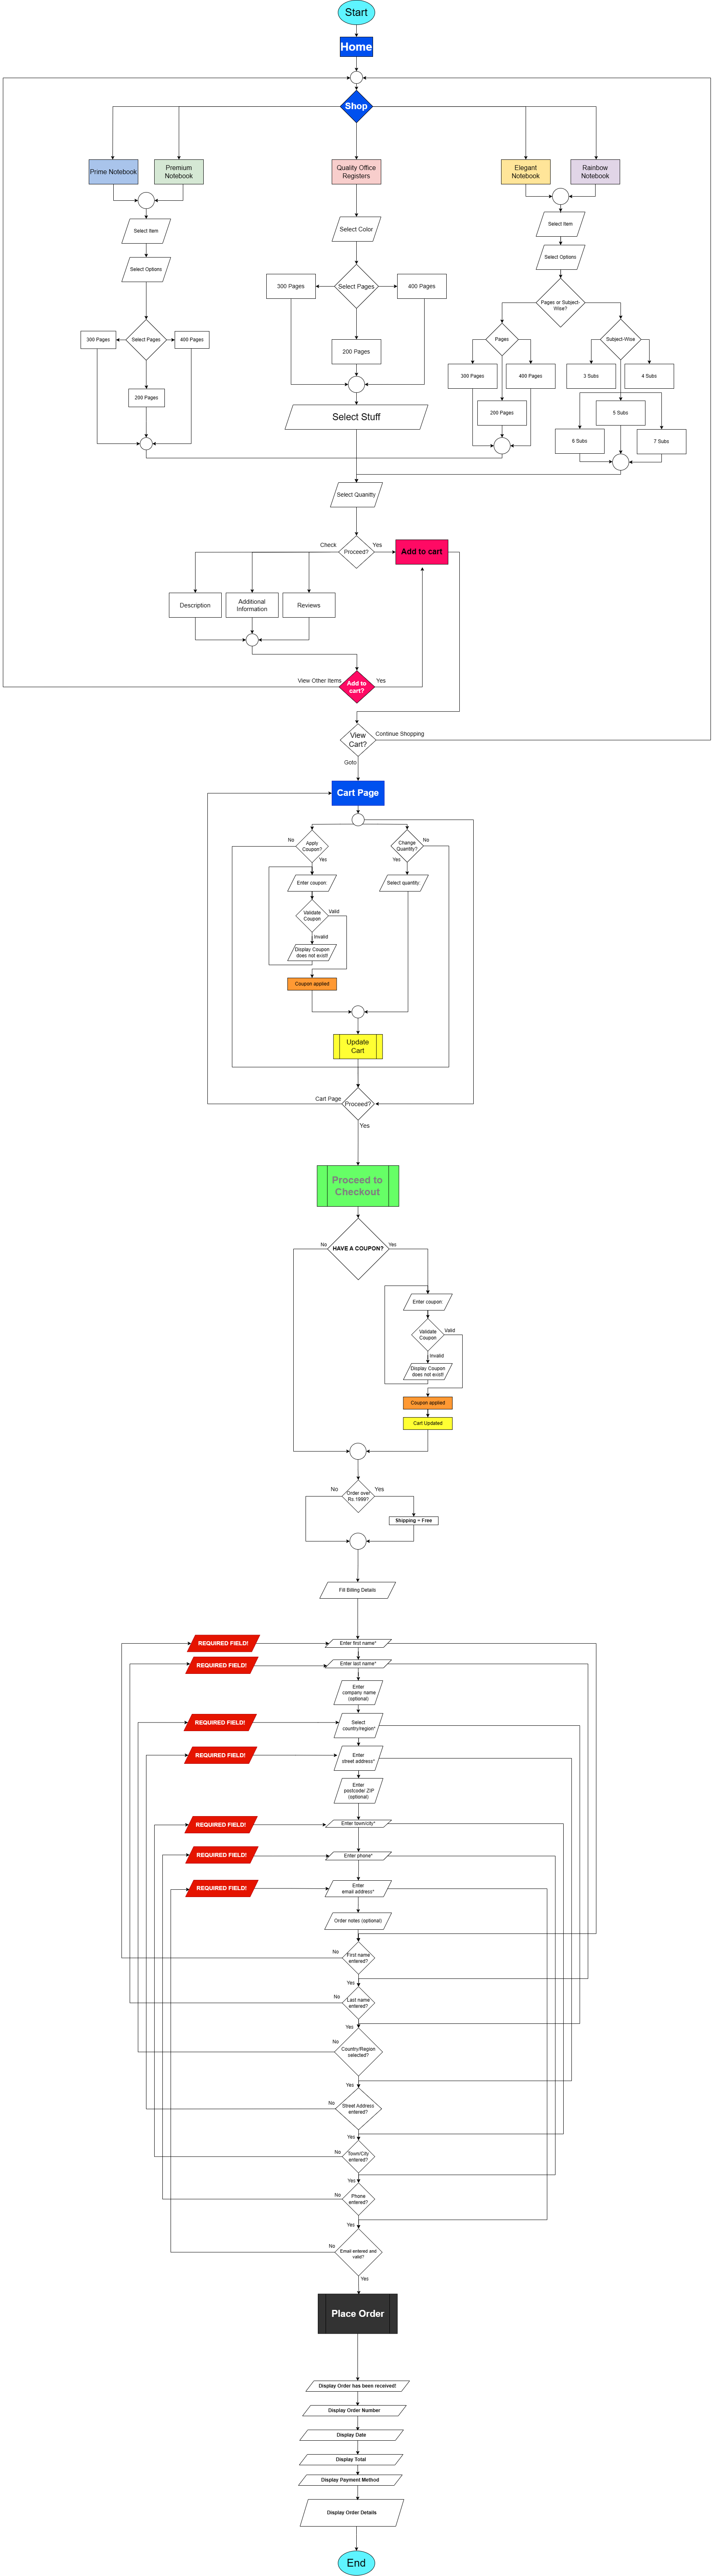 Start
Home
Shop
Prime Notebook
Premium
Notebook
Quality Office
Registers
Elegant
Notebook
Rainbow
Notebook
Select Item
Select Options
Select Pages
300 Pages
400 Pages
200 Pages
Select Color
300 Pages
Select Pages
400 Pages
200 Pages
Select Stuff
Select Item
Select Options
Pages or Subject-
Wise?
Pages
Subject-Wise
300 Pages
400 Pages
3 Subs
4 Subs
200 Pages
5 Subs
6 Subs
7 Subs
Select Quanitty
Check
Proceed?
Yes
Add to cart
Description
Additional
Information
Reviews
View Other Items
Add to
cart?
Yes
View
Cart?
Continue Shopping
Goto
Cart Page
No
Apply
Coupon?
Yes
Change
Quantity?
No
Yes
Enter coupon
Select quantity
Validate
Coupon
Valid
Invalid
Display Coupon
does not exist!
Coupon applied
Update
Cart
Cart Page
Proceed?
Yes
Proceed to
Checkout
No
HAVE A COUPON?
Yes
Enter coupon
Validate
Coupon
Valid
Invalid
Display Coupon
does not exist!
Coupon applied
Cart Updated
No
Order over
Rs.1999?
Yes
Shipping = Free
Fill Billing Details
REQUIRED FIELD!
Enter first name*
REQUIRED FIELD!
Enter last name*
Enter
company name
(optional)
REQUIRED FIELD!
Select
country/region*
REQUIRED FIELD!
Enter
street address*
Enter
postcoder ZIP
(optional)
REQUIRED FIELD!
Enter town/city*
REQUIRED FIELD!
Enter phone*
REQUIRED FIELD!
Enter
email address*
Order notes (optional)
No
First name
entered?
Yes
No
Last name
entered?
Yes
No
Country/Region
selected?
Yes
No
Street Address
entered?
Yes
No
Town/City
entered?
Yes
No
Phone
entered?
Yes
No
Email entered and
valid?
Yes
Place Order
Display Order has been received!
Display Order Number
Display Date
Display Total
Display Payment Method
Display Order Details
End